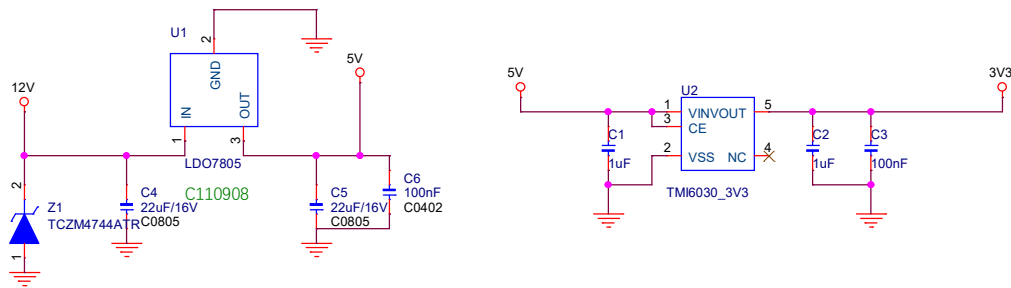 U1
2
GND
IN
OUT
1
3
LDO7805
C110908
12V
5V
2
Z1
TCZM4744ATR
1
C4
22uF/16V
C0805
C5
22uF/16V
C0805
C6
100nF
C0402
5V
3V3
U2
1
VINVOUT
5
3
CE
2
VSS
NC
4
TMI6030_3V3
C1
1uF
C2
1uF
C3
100nF